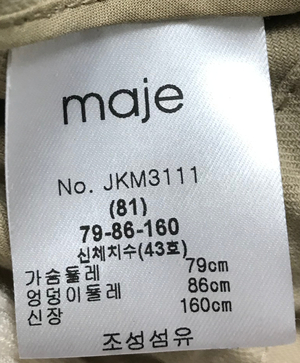 maje
No. JKM3111
(81)
79-86-160
신체치수(43호)
가슴둘레 79cm
엉덩이둘레 86cm
신장 160cm
조성섬유